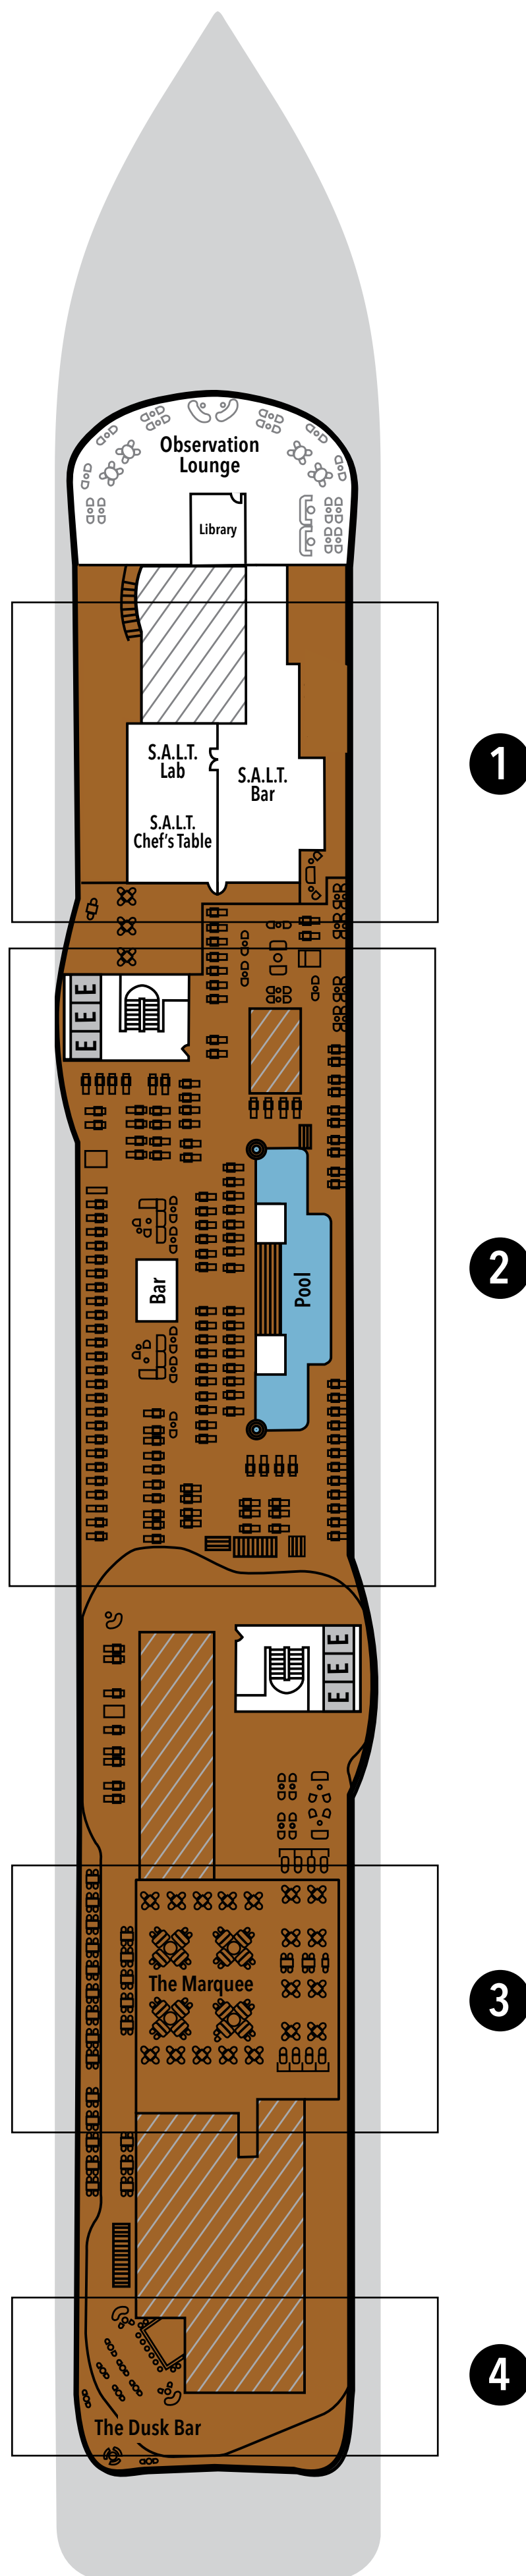 Observation
Lounge
Library
S.A.L.T.
Lab
S.A.L.T.
Bar
1
S.A.L.T.
Chef's Table
E
E
E
2
Bar
Pool
E
E
E
The Marquee
3
4
The Dusk Bar